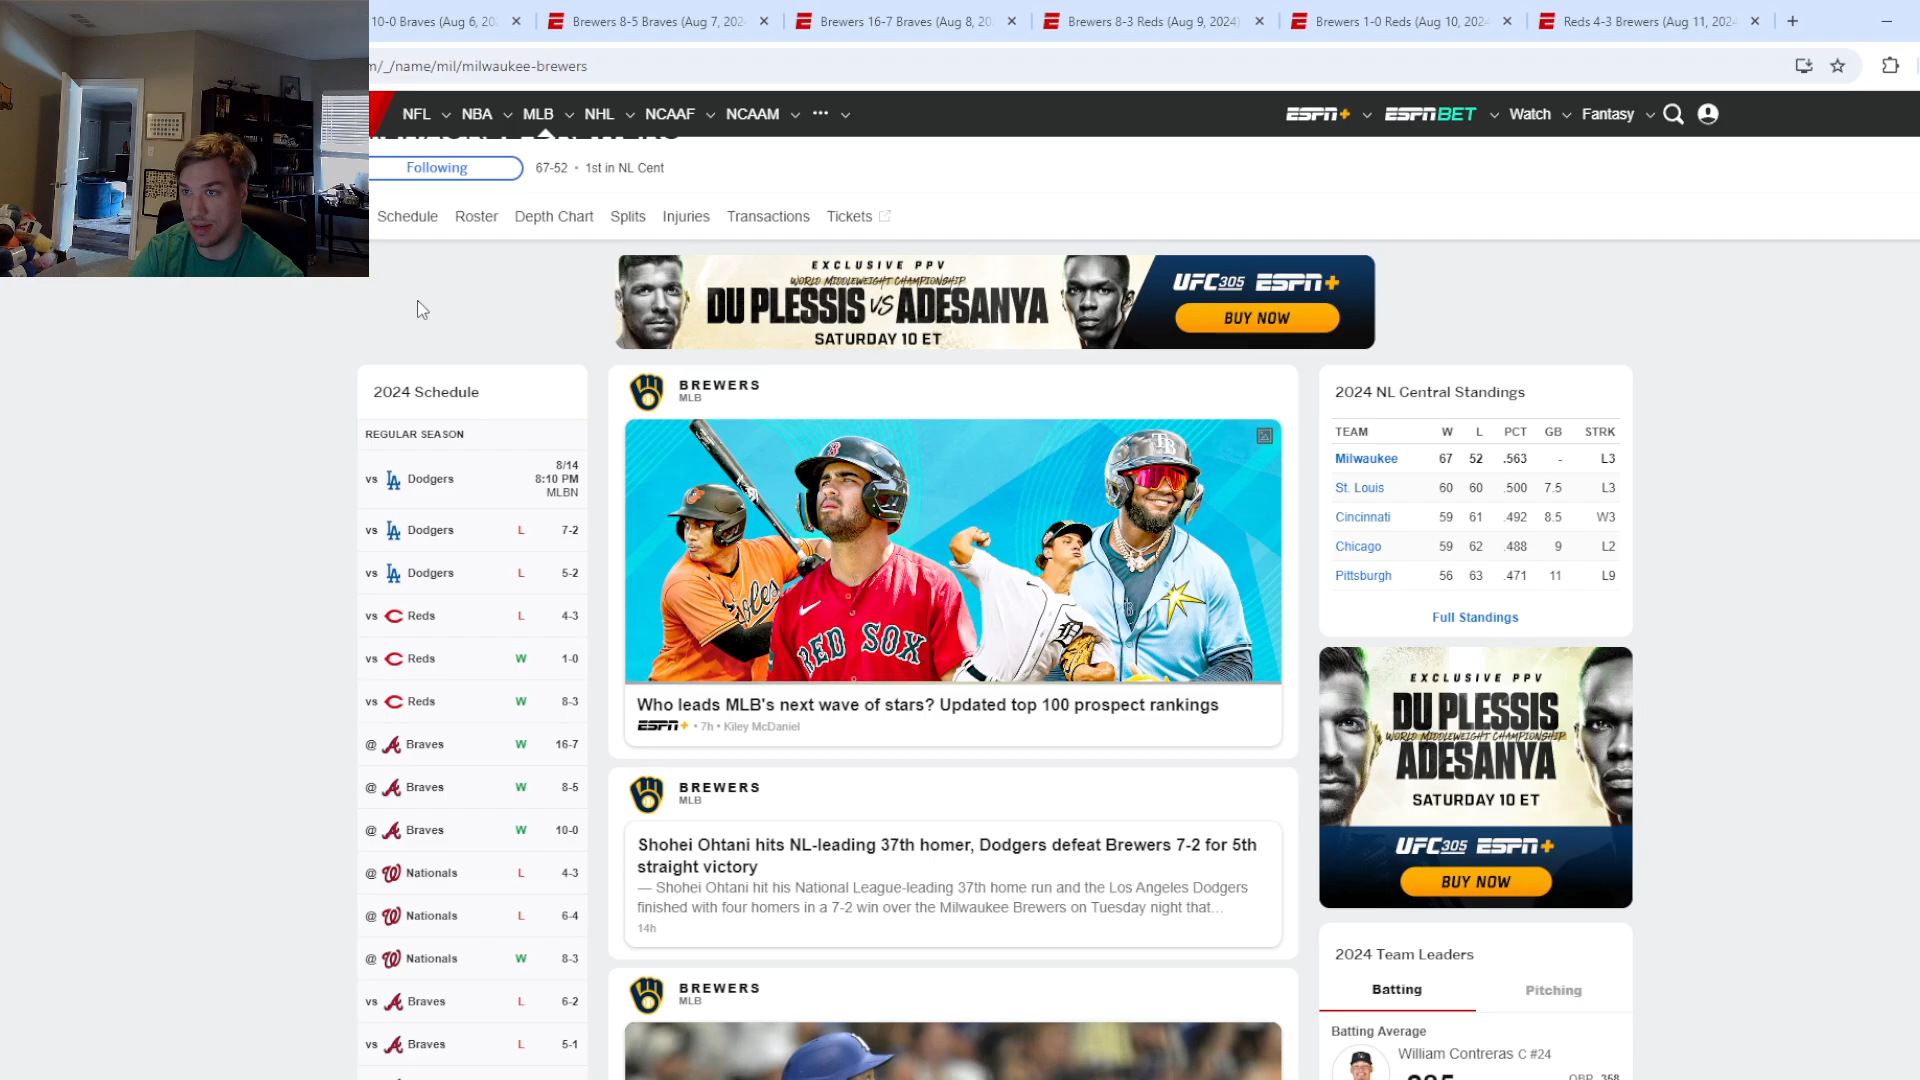 10-0 Braves (Aug 6, 20
Brewers 8-5 Braves (Aug 7, 202
Brewers 16-7 Braves (Aug 8, 20
Brewers 8-3 Reds (Aug 9, 2024)
Brewers 1-0 Reds (Aug 10, 2024
Reds 4-3 Brewers (Aug 11, 202
/_/name/mil/milwaukee-brewers
NFL NBA MLB NHL NCAAF NCAAM ESPN+ ESPN BET Watch Fantasy
Following
67-52 • 1st in NL Cent
Schedule Roster Depth Chart Splits Injuries Transactions Tickets
EXCLUSIVE PPV
WORLD MIDDLEWEIGHT CHAMPIONSHIP
DU PLESSIS VS ADESANYA
SATURDAY 10 ET
UFC 305 ESPN+
BUY NOW
2024 Schedule
REGULAR SEASON
vs LA Dodgers 8/14
8:10 PM
MLBN
vs LA Dodgers L 7-2
vs LA Dodgers L 5-2
vs Reds L 4-3
vs Reds W 1-0
vs Reds W 8-3
@ Braves W 16-7
@ Braves W 8-5
@ Braves W 10-0
@ Nationals L 4-3
@ Nationals L 6-4
@ Nationals W 8-3
vs Braves L 6-2
vs Braves L 5-1
BREWERS
MLB
Orioles
RED SOX
TB
Who leads MLB's next wave of stars? Updated top 100 prospect rankings
ESPN+ • 7h • Kiley McDaniel
BREWERS
MLB
Shohei Ohtani hits NL-leading 37th homer, Dodgers defeat Brewers 7-2 for 5th
straight victory
— Shohei Ohtani hit his National League-leading 37th home run and the Los Angeles Dodgers
finished with four homers in a 7-2 win over the Milwaukee Brewers on Tuesday night that…
14h
BREWERS
MLB
2024 NL Central Standings
TEAM W L PCT GB STRK
Milwaukee 67 52 .563 - L3
St. Louis 60 60 .500 7.5 L3
Cincinnati 59 61 .492 8.5 W3
Chicago 59 62 .488 9 L2
Pittsburgh 56 63 .471 11 L9
Full Standings
EXCLUSIVE PPV
DU PLESSIS
WORLD MIDDLEWEIGHT CHAMPIONSHIP
ADESANYA
SATURDAY 10 ET
UFC 305 ESPN+
BUY NOW
2024 Team Leaders
Batting Pitching
Batting Average
William Contreras C #24